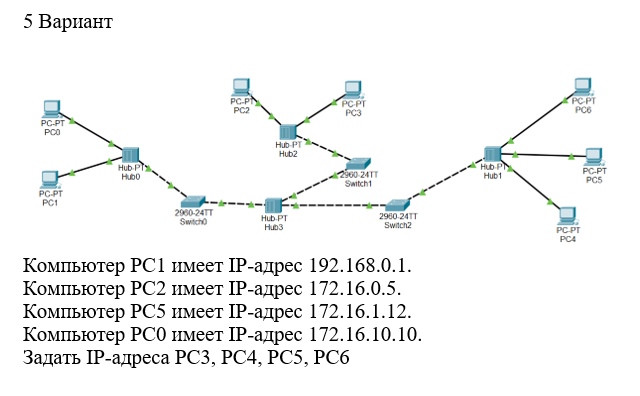 5 Вариант
PC-PT
PC0
PC-PT
PC1
Hub-PT
Hub0
2960-24TT
Switch0
PC-PT
PC2
PC-PT
PC3
Hub-PT
Hub2
2960-24TT
Switch1
Hub-PT
Hub3
2960-24TT
Switch2
Hub-PT
Hub1
PC-PT
PC6
PC-PT
PC5
PC-PT
PC4
Компьютер PC1 имеет IP-адрес 192.168.0.1.
Компьютер PC2 имеет IP-адрес 172.16.0.5.
Компьютер PC5 имеет IP-адрес 172.16.1.12.
Компьютер PC0 имеет IP-адрес 172.16.10.10.
Задать IP-адреса PC3, PC4, PC5, PC6